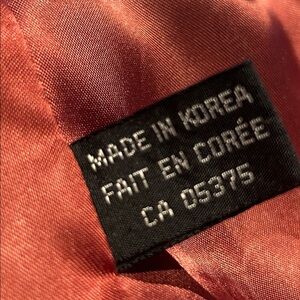 MADE IN KOREA
FAIT EN CORÉE
CA 05375